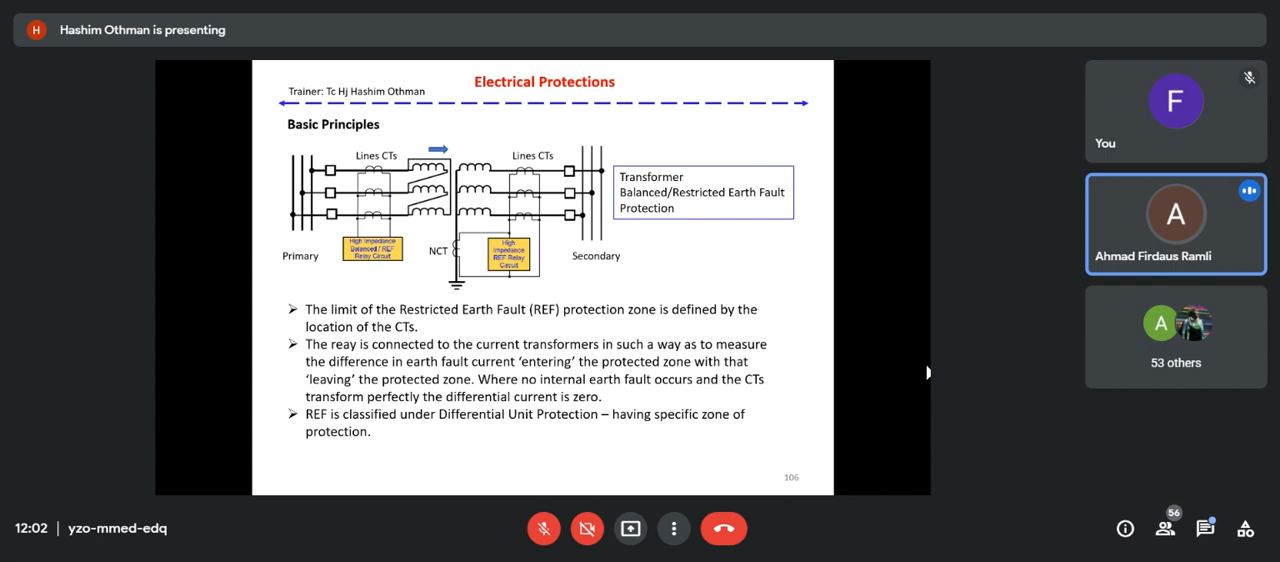 H
Hashim Othman is presenting
Electrical Protections
Trainer: Tc Hj Hashim Othman
Basic Principles
Lines CTs
Lines CTs
Transformer
Balanced/Restricted Earth Fault
Protection
High Impedance
Balanced / REF
Relay Circuit
NCT
High
Impedance
REF Relay
Circuit
Primary
Secondary
➢ The limit of the Restricted Earth Fault (REF) protection zone is defined by the
location of the CTs.
➢ The reay is connected to the current transformers in such a way as to measure
the difference in earth fault current ‘entering’ the protected zone with that
‘leaving’ the protected zone. Where no internal earth fault occurs and the CTs
transform perfectly the differential current is zero.
➢ REF is classified under Differential Unit Protection – having specific zone of
protection.
106
F
You
A
Ahmad Firdaus Ramli
A
53 others
12:02 | yzo-mmed-edq
56